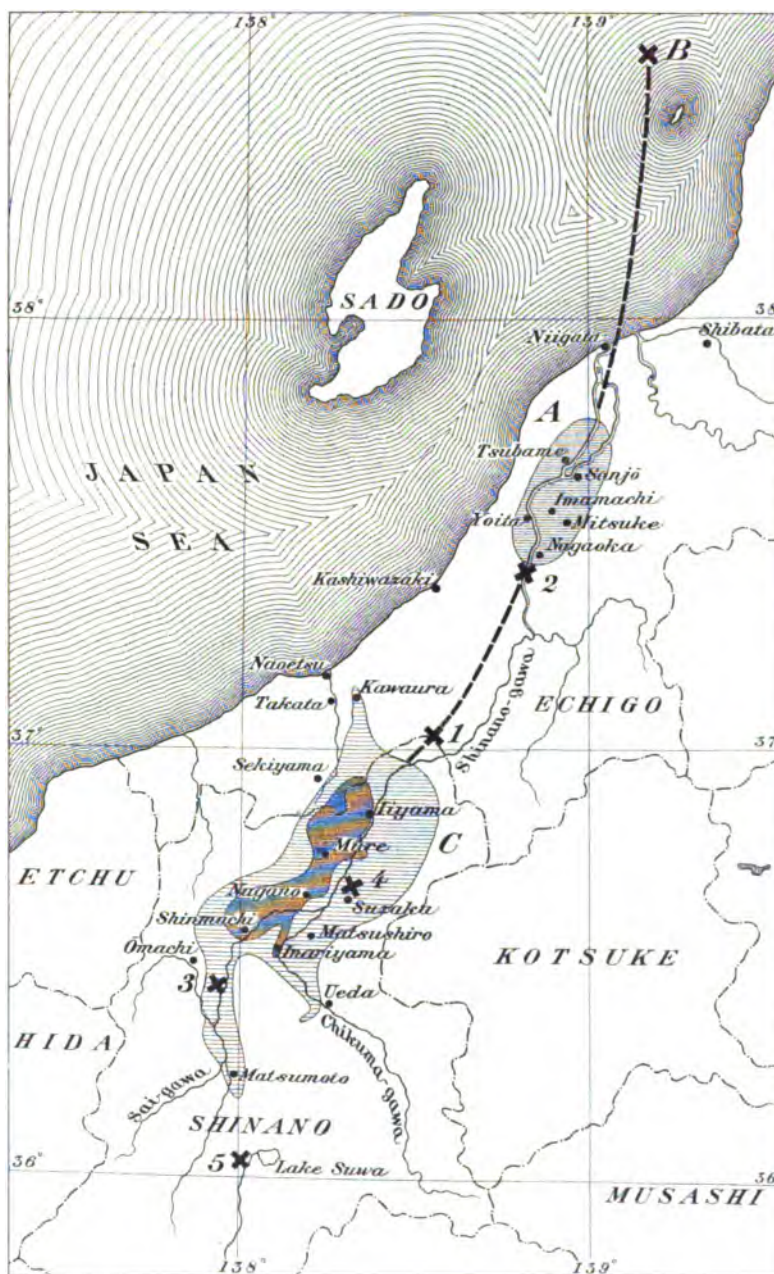 138
139
B
SADO
38°
38
Niigata
Shibata
A
JAPAN
SEA
Tsubame
Sanjō
Imamachi
Yoita
Mitsuke
Nagaoka
2
Kashiwazaki
Naoetsu
Takata
Kawaura
Shinano-gawa
ECHIGO
1
37°
37
Sekiyama
Iiyama
ETCHU
Mure
C
Nagano
4
Suzaka
Shinmachi
Matsushiro
Ōmachi
Inariyama
KOTSUKE
3
Ueda
HIDA
Chikuma-gawa
Sai-gawa
Matsumoto
SHINANO
5
Lake Suwa
36°
36
MUSASHI
138°
139°